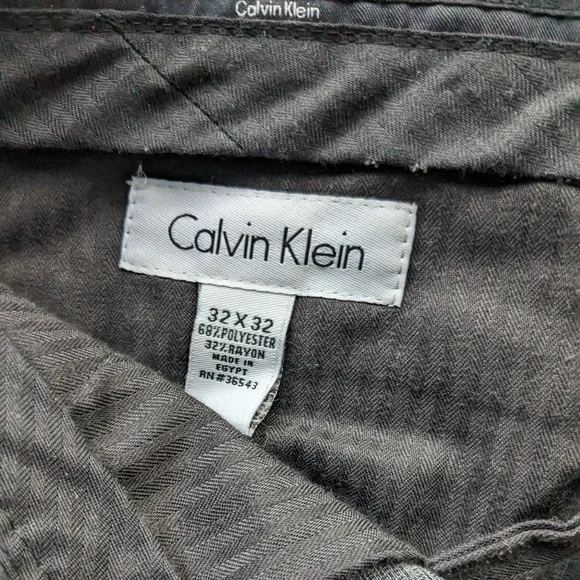 Calvin Klein
Calvin Klein
32 X 32
68% POLYESTER
32% RAYON
MADE IN
EGYPT
RN #36543